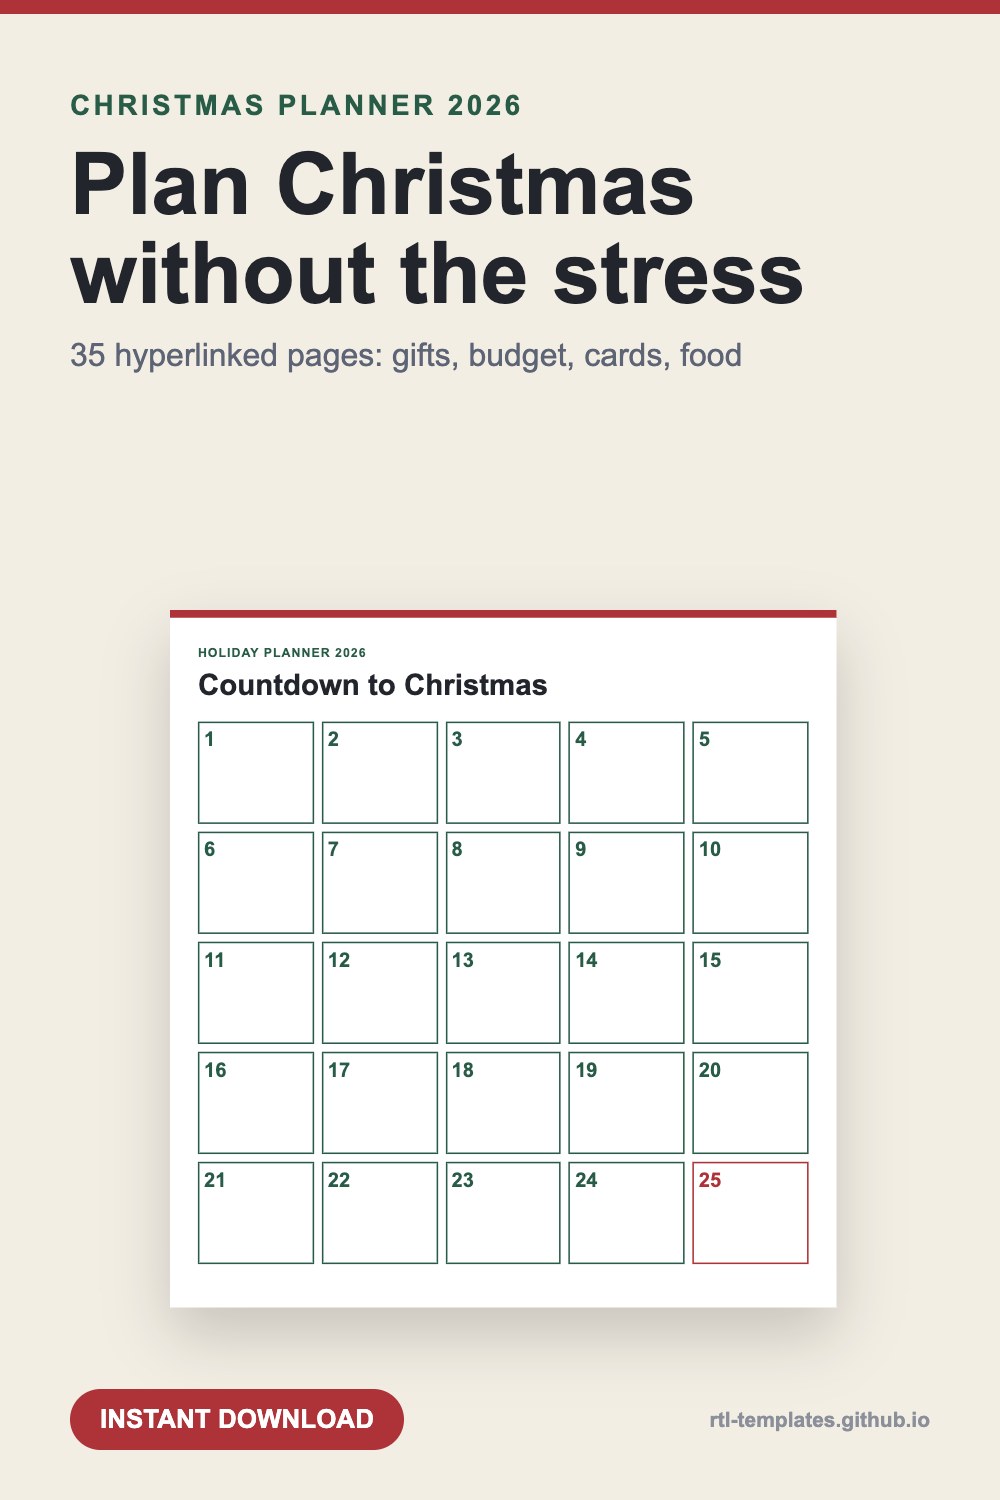 CHRISTMAS PLANNER 2026
Plan Christmas
without the stress
35 hyperlinked pages: gifts, budget, cards, food
HOLIDAY PLANNER 2026
Countdown to Christmas
1 2 3 4 5
6 7 8 9 10
11 12 13 14 15
16 17 18 19 20
21 22 23 24 25
INSTANT DOWNLOAD
rtl-templates.github.io